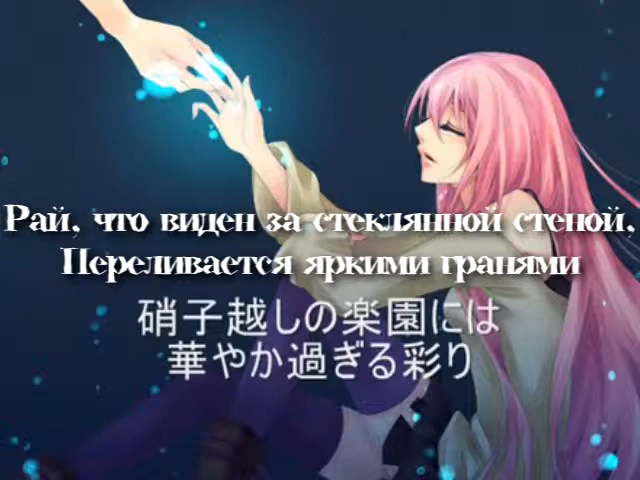 Рай, что виден за стеклянной стеной,
Переливается яркими гранями
硝子越しの楽園には
華やか過ぎる彩り